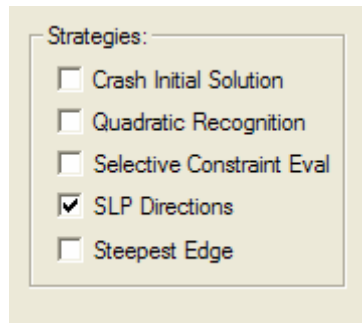 Strategies:
Crash Initial Solution
Quadratic Recognition
Selective Constraint Eval
SLP Directions
Steepest Edge